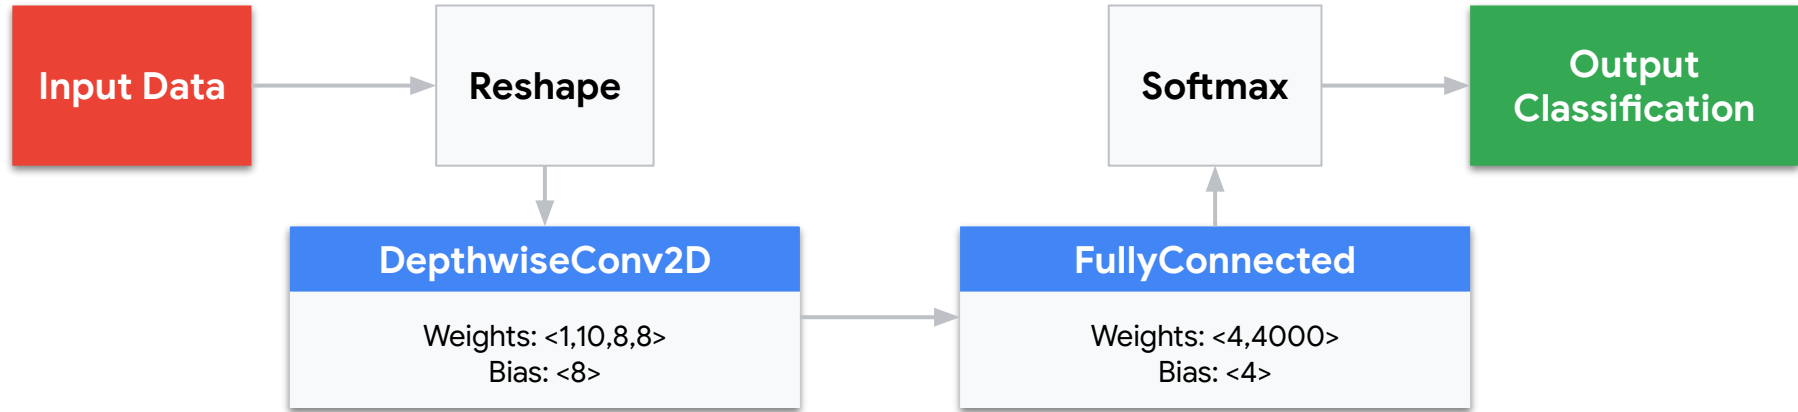 Input Data
Reshape
DepthwiseConv2D
Weights: <1,10,8,8>
Bias: <8>
FullyConnected
Weights: <4,4000>
Bias: <4>
Softmax
Output
Classification